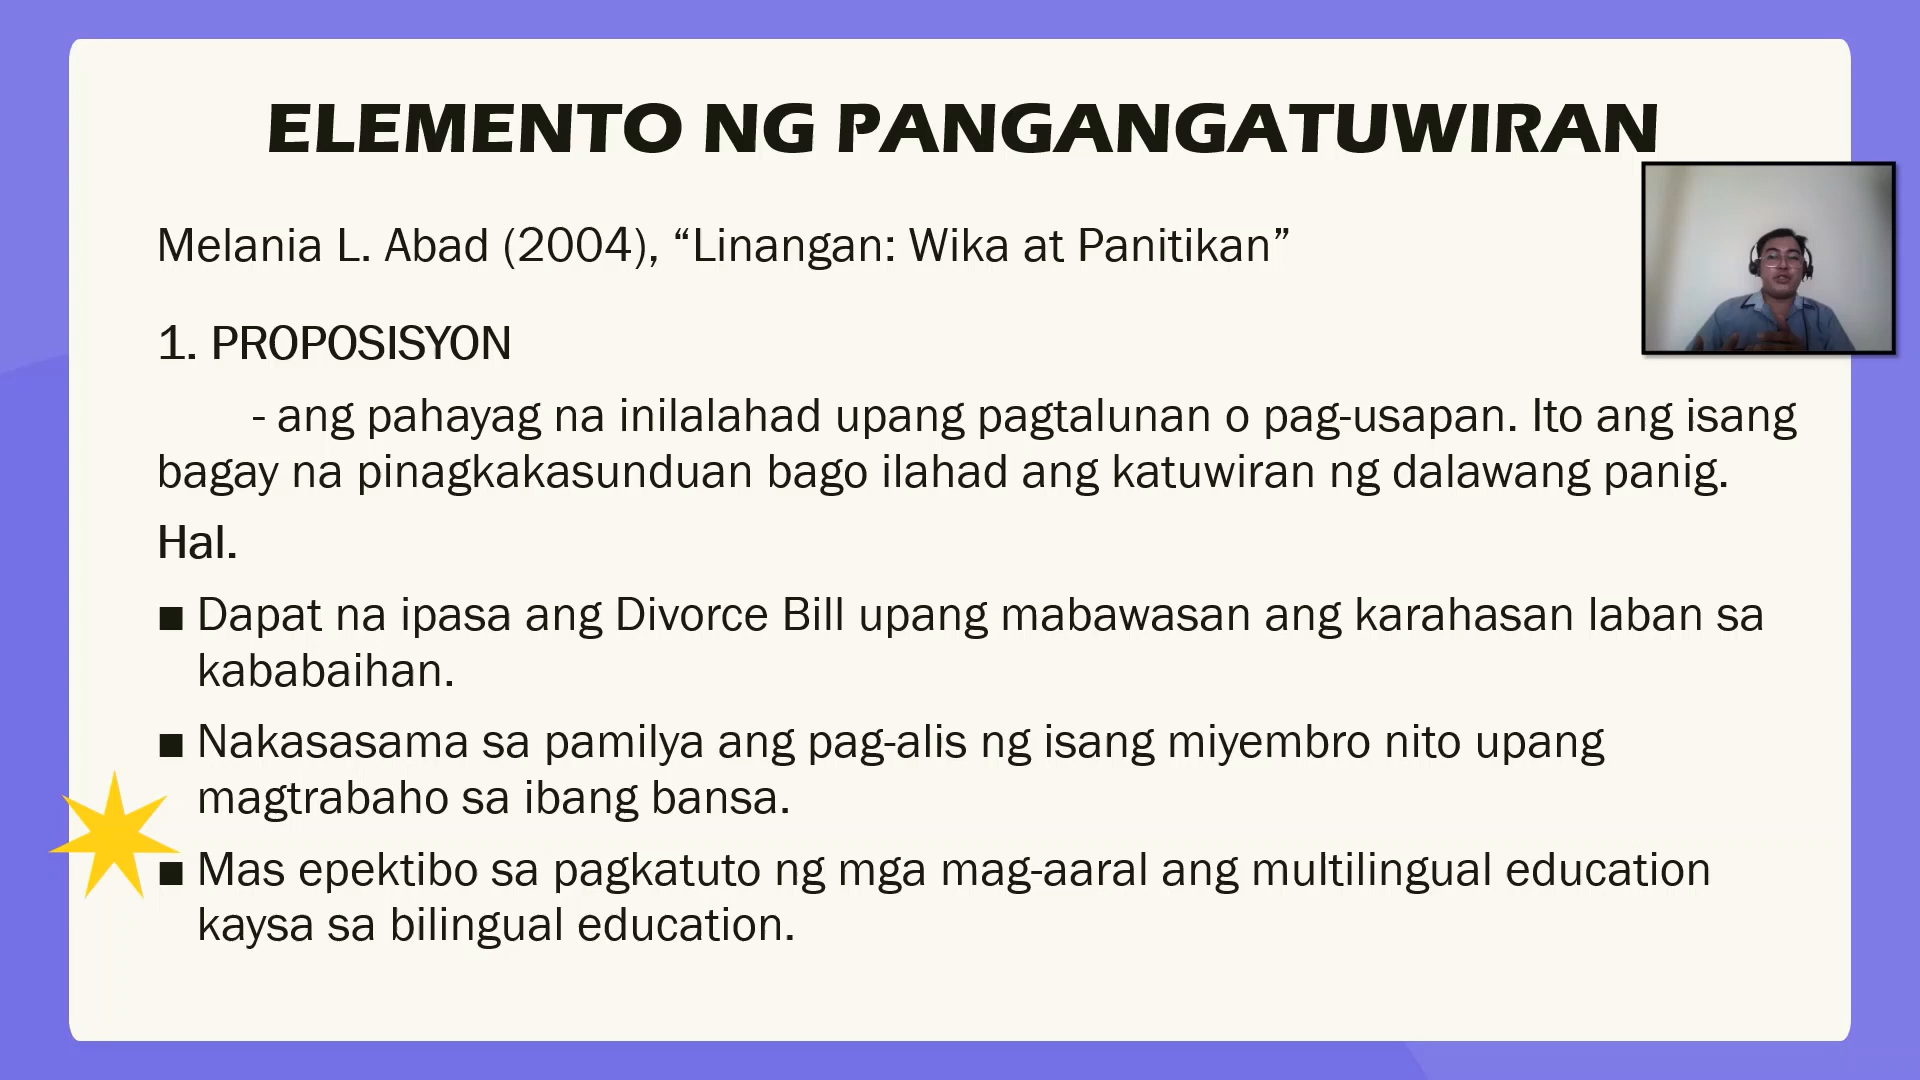 ELEMENTO NG PANGANGATUWIRAN
Melania L. Abad (2004), “Linangan: Wika at Panitikan”
1. PROPOSISYON
- ang pahayag na inilalahad upang pagtalunan o pag-usapan. Ito ang isang
bagay na pinagkakasunduan bago ilahad ang katuwiran ng dalawang panig.
Hal.
■ Dapat na ipasa ang Divorce Bill upang mabawasan ang karahasan laban sa
kababaihan.
■ Nakasasama sa pamilya ang pag-alis ng isang miyembro nito upang
magtrabaho sa ibang bansa.
■ Mas epektibo sa pagkatuto ng mga mag-aaral ang multilingual education
kaysa sa bilingual education.